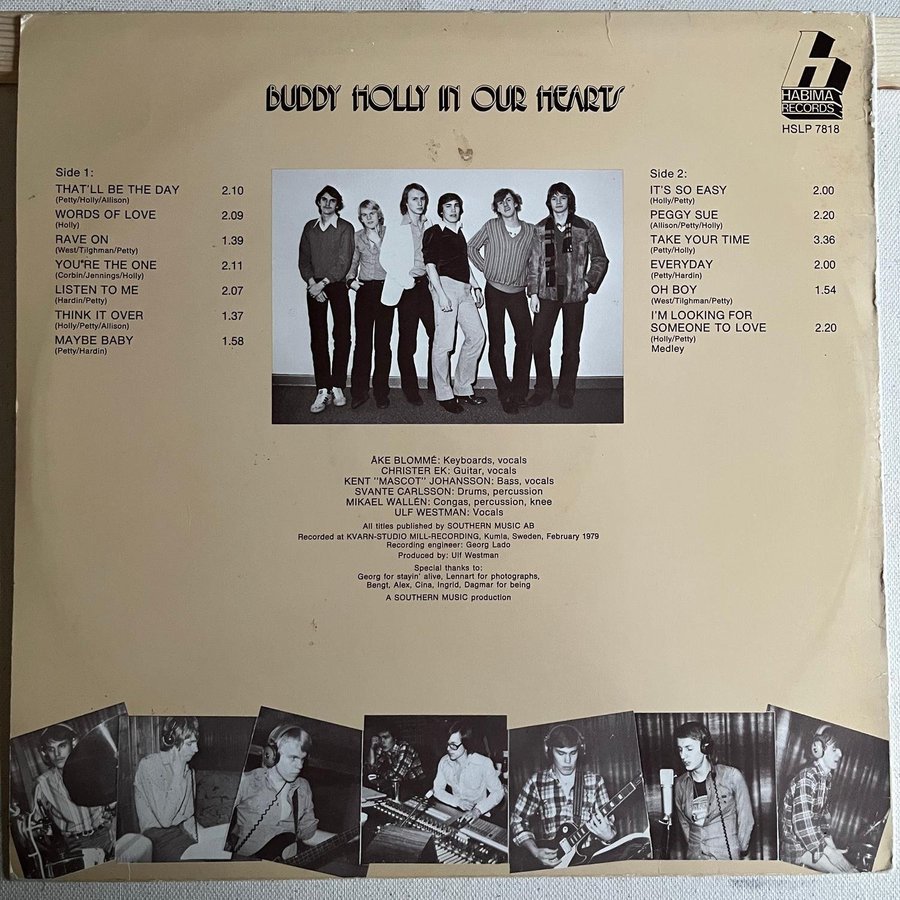 BUDDY HOLLY IN OUR HEARTS
H
HABIMA
RECORDS
HSLP 7818
Side 1:
THAT'LL BE THE DAY 2.10
(Petty/Holly/Allison)
WORDS OF LOVE 2.09
(Holly)
RAVE ON 1.39
(West/Tilghman/Petty)
YOU'RE THE ONE 2.11
(Corbin/Jennings/Holly)
LISTEN TO ME 2.07
(Hardin/Petty)
THINK IT OVER 1.37
(Holly/Petty/Allison)
MAYBE BABY 1.58
(Petty/Hardin)
Side 2:
IT'S SO EASY 2.00
(Holly/Petty)
PEGGY SUE 2.20
(Allison/Petty/Holly)
TAKE YOUR TIME 3.36
(Petty/Holly)
EVERYDAY 2.00
(Petty/Hardin)
OH BOY 1.54
(West/Tilghman/Petty)
I'M LOOKING FOR
SOMEONE TO LOVE 2.20
(Holly/Petty)
Medley
ÅKE BLOMMÉ: Keyboards, vocals
CHRISTER EK: Guitar, vocals
KENT "MASCOT" JOHANSSON: Bass, vocals
SVANTE CARLSSON: Drums, percussion
MIKAEL WALLÉN: Congas, percussion, knee
ULF WESTMAN: Vocals
All titles published by SOUTHERN MUSIC AB
Recorded at KVARN-STUDIO MILL-RECORDING, Kumla, Sweden, February 1979
Recording engineer: Georg Lado
Produced by: Ulf Westman
Special thanks to:
Georg for stayin' alive, Lennart for photographs,
Bengt, Alex, Cina, Ingrid, Dagmar for being
A SOUTHERN MUSIC production